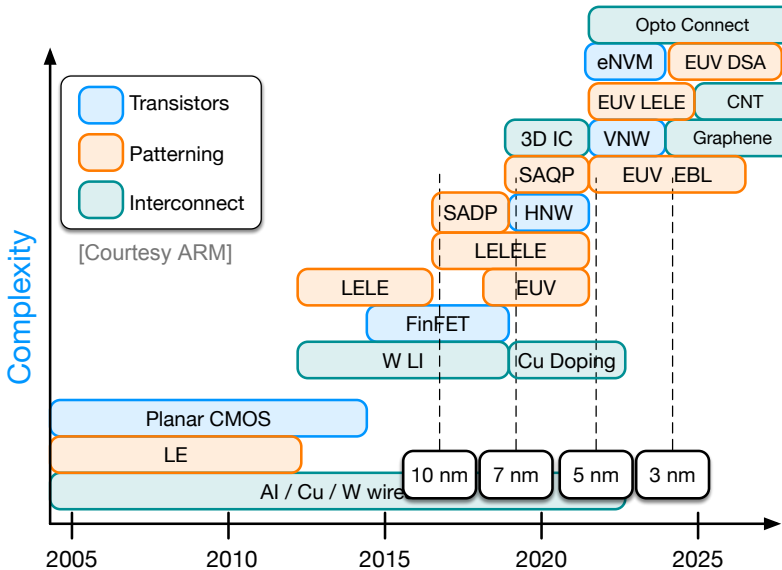 Opto Connect
eNVM
EUV DSA
Transistors
EUV LELE
CNT
Patterning
3D IC
VNW
Graphene
Interconnect
SAQP
EUV EBL
SADP
HNW
[Courtesy ARM]
LELELE
LELE
EUV
FinFET
W LI
Cu Doping
Complexity
Planar CMOS
LE
10 nm
7 nm
5 nm
3 nm
Al / Cu / W wire
2005
2010
2015
2020
2025